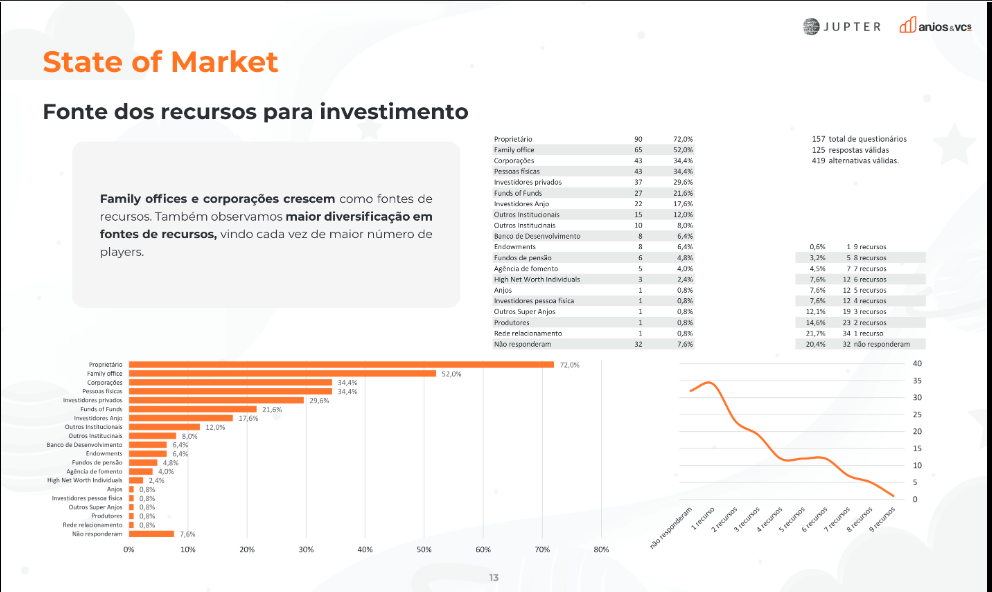 JUPTER anjos&vcs
State of Market
Fonte dos recursos para investimento
Family offices e corporações crescem como fontes de
recursos. Também observamos maior diversificação em
fontes de recursos, vindo cada vez de maior número de
players.
Proprietário 90 72,0%
Family office 65 52,0%
Corporações 43 34,4%
Pessoas físicas 43 34,4%
Investidores privados 37 29,6%
Funds of Funds 27 21,6%
Investidores Anjo 22 17,6%
Outros Institucionais 15 12,0%
Outros Institucinais 10 8,0%
Banco de Desenvolvimento 8 6,4%
Endowments 8 6,4%
Fundos de pensão 6 4,8%
Agência de fomento 5 4,0%
High Net Worth Individuals 3 2,4%
Anjos 1 0,8%
Investidores pessoa física 1 0,8%
Outros Super Anjos 1 0,8%
Produtores 1 0,8%
Rede relacionamento 1 0,8%
Não responderam 32 7,6%
157 total de questionários
125 respostas válidas
419 alternativas válidas.
0,6% 1 9 recursos
3,2% 5 8 recursos
4,5% 7 7 recursos
7,6% 12 6 recursos
7,6% 12 5 recursos
7,6% 12 4 recursos
12,1% 19 3 recursos
14,6% 23 2 recursos
21,7% 34 1 recurso
20,4% 32 não responderam
Proprietário 72,0%
Family office 52,0%
Corporações 34,4%
Pessoas físicas 34,4%
Investidores privados 29,6%
Funds of Funds 21,6%
Investidores Anjo 17,6%
Outros Institucionais 12,0%
Outros Institucinais 8,0%
Banco de Desenvolvimento 6,4%
Endowments 6,4%
Fundos de pensão 4,8%
Agência de fomento 4,0%
High Net Worth Individuals 2,4%
Anjos 0,8%
Investidores pessoa física 0,8%
Outros Super Anjos 0,8%
Produtores 0,8%
Rede relacionamento 0,8%
Não responderam 7,6%
0% 10% 20% 30% 40% 50% 60% 70% 80%
40
35
30
25
20
15
10
5
0
não responderam
1 recurso
2 recursos
3 recursos
4 recursos
5 recursos
6 recursos
7 recursos
8 recursos
9 recursos
13